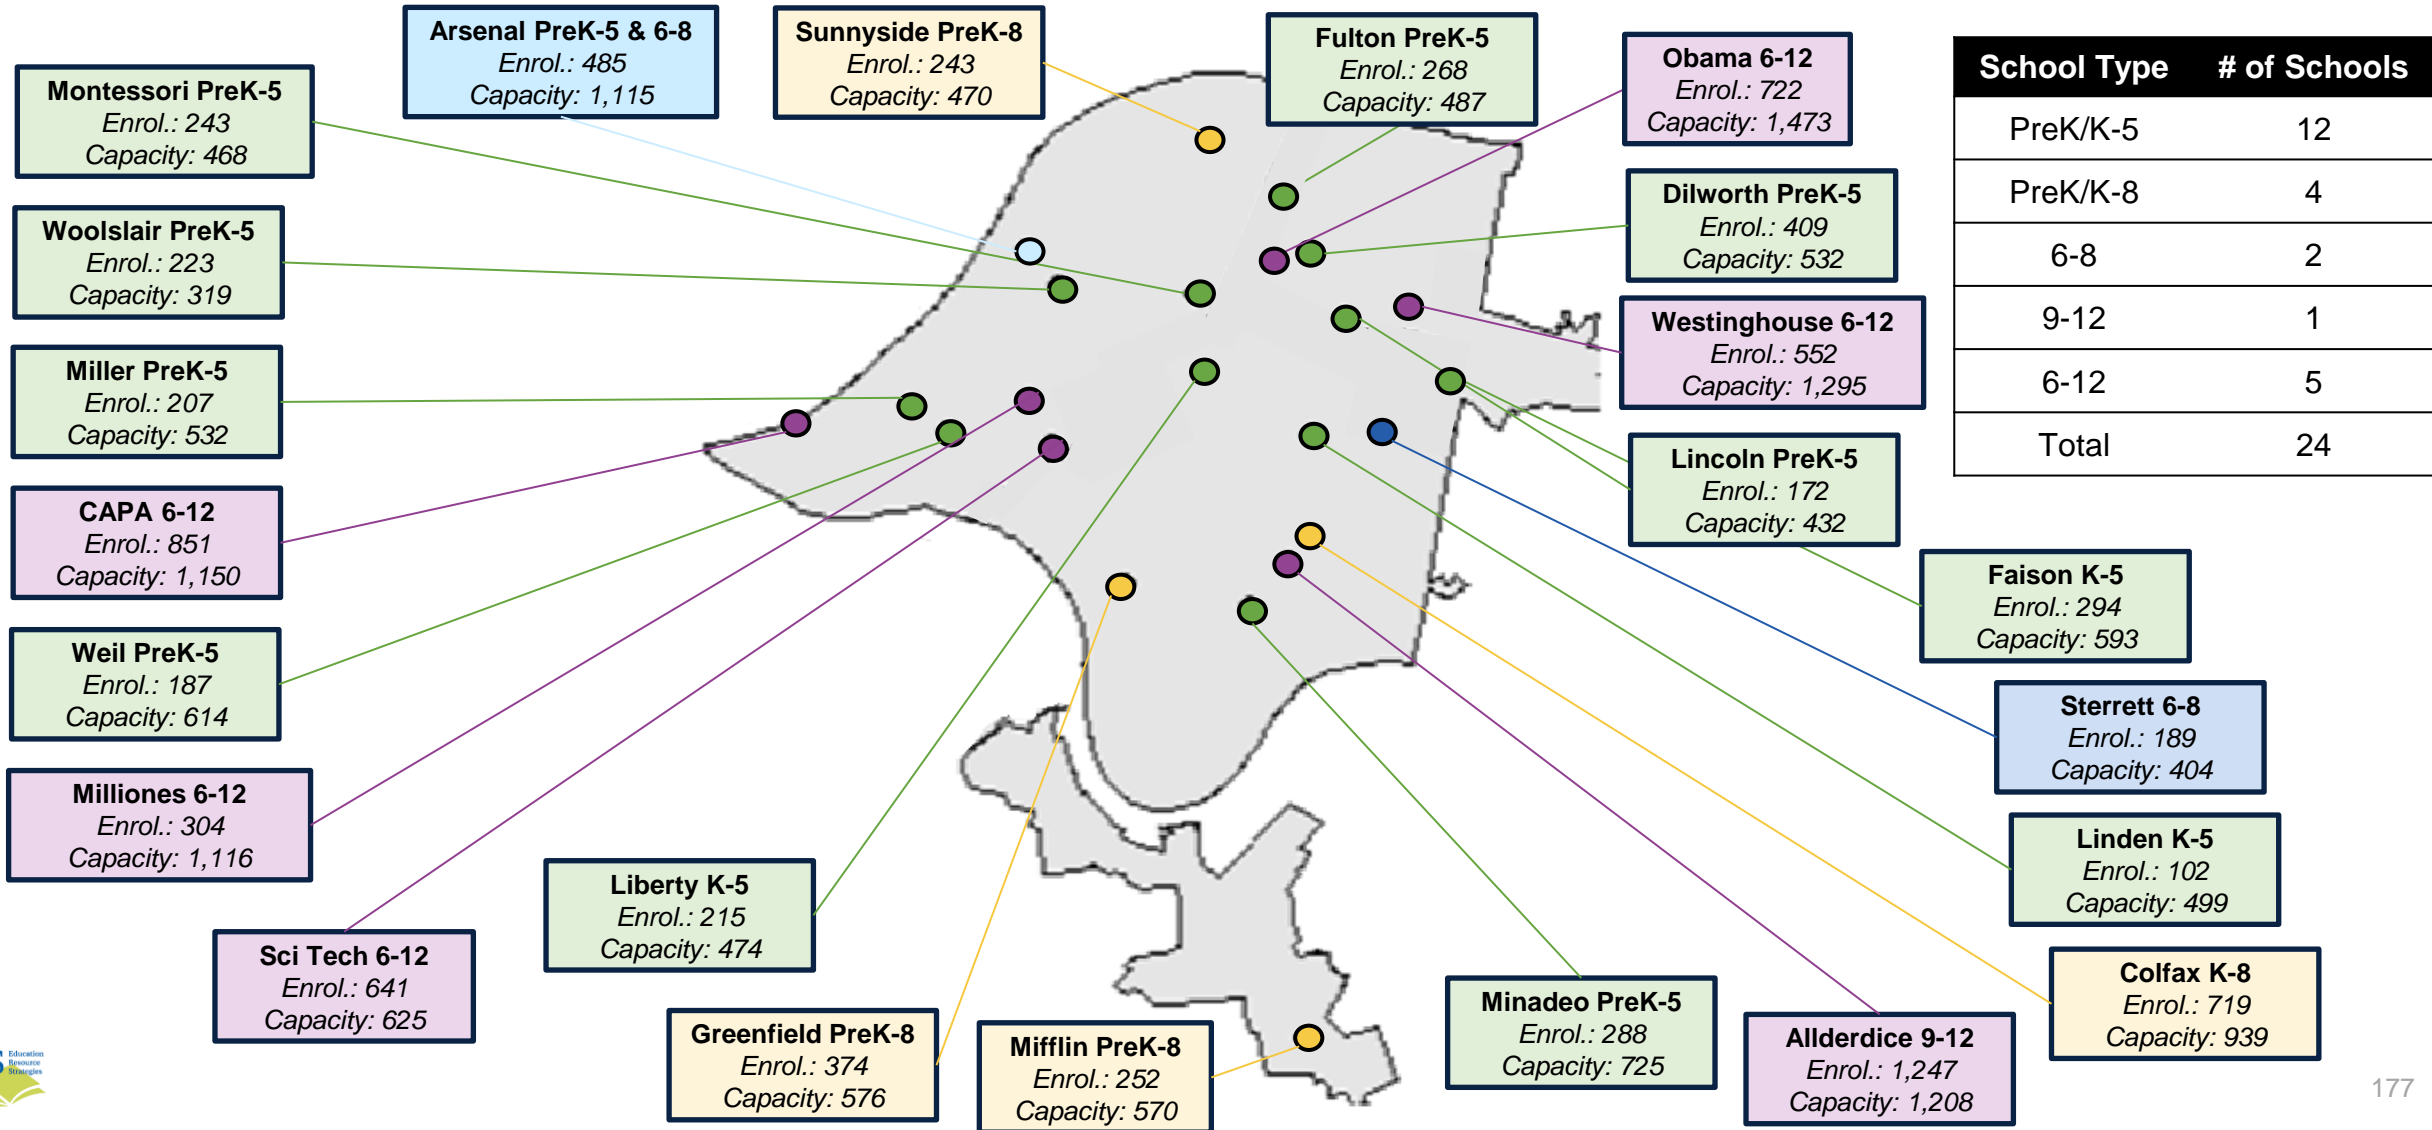 Montessori PreK-5
Enrol.: 243
Capacity: 468
Arsenal PreK-5 & 6-8
Enrol.: 485
Capacity: 1,115
Sunnyside PreK-8
Enrol.: 243
Capacity: 470
Fulton PreK-5
Enrol.: 268
Capacity: 487
Obama 6-12
Enrol.: 722
Capacity: 1,473
School Type # of Schools
PreK/K-5 12
PreK/K-8 4
6-8 2
9-12 1
6-12 5
Total 24
Woolslair PreK-5
Enrol.: 223
Capacity: 319
Dilworth PreK-5
Enrol.: 409
Capacity: 532
Miller PreK-5
Enrol.: 207
Capacity: 532
Westinghouse 6-12
Enrol.: 552
Capacity: 1,295
CAPA 6-12
Enrol.: 851
Capacity: 1,150
Lincoln PreK-5
Enrol.: 172
Capacity: 432
Weil PreK-5
Enrol.: 187
Capacity: 614
Faison K-5
Enrol.: 294
Capacity: 593
Milliones 6-12
Enrol.: 304
Capacity: 1,116
Sterrett 6-8
Enrol.: 189
Capacity: 404
Sci Tech 6-12
Enrol.: 641
Capacity: 625
Liberty K-5
Enrol.: 215
Capacity: 474
Linden K-5
Enrol.: 102
Capacity: 499
Greenfield PreK-8
Enrol.: 374
Capacity: 576
Mifflin PreK-8
Enrol.: 252
Capacity: 570
Minadeo PreK-5
Enrol.: 288
Capacity: 725
Allderdice 9-12
Enrol.: 1,247
Capacity: 1,208
Colfax K-8
Enrol.: 719
Capacity: 939
Education
Resource
Strategies
177